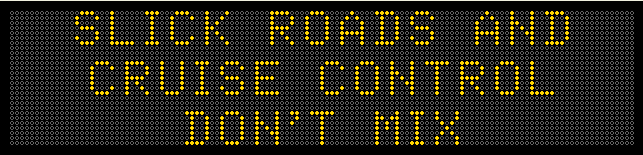 SLICK ROADS AND
CRUISE CONTROL
DON'T MIX